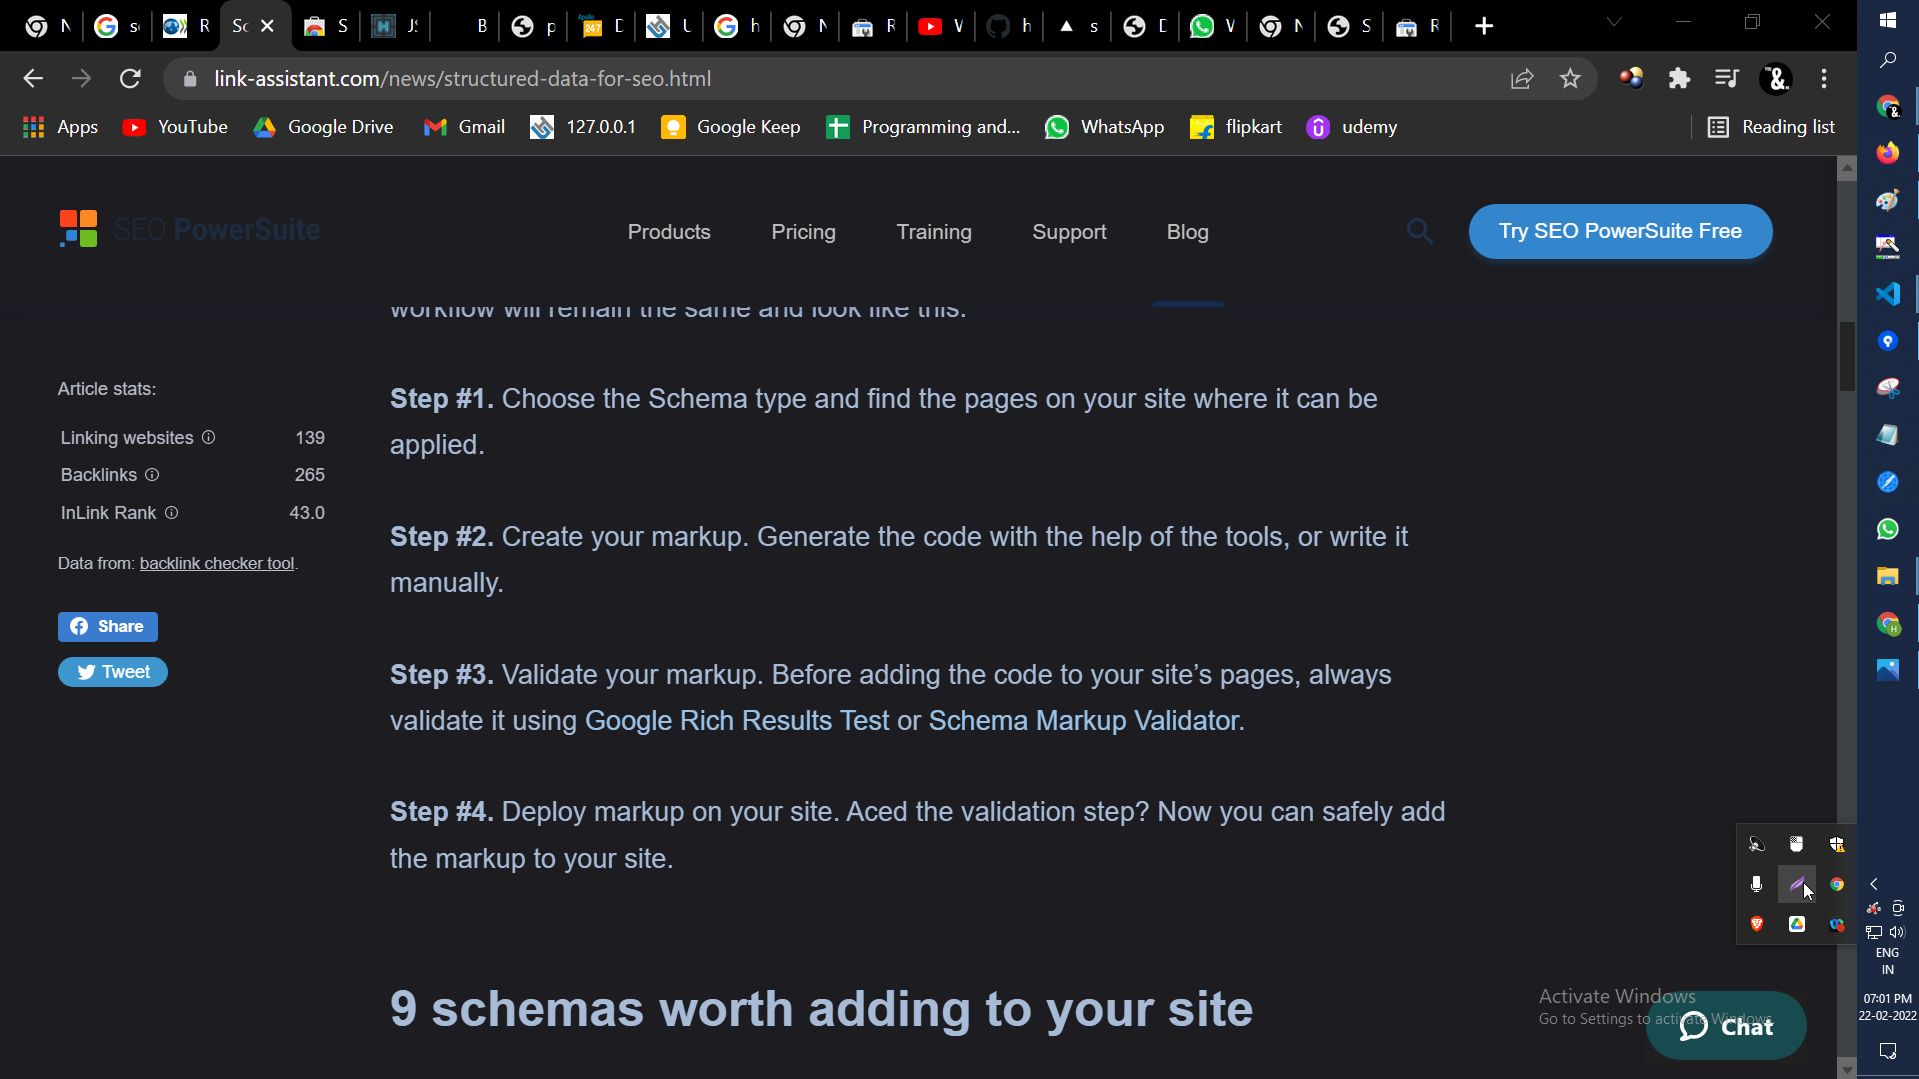 N
G
R
Sc
S
JS
B
p
D
U
h
N
R
h
s
D
N
S
R
link-assistant.com/news/structured-data-for-seo.html
Apps YouTube Google Drive Gmail 127.0.0.1 Google Keep Programming and... WhatsApp flipkart udemy Reading list
SEO PowerSuite Products Pricing Training Support Blog Try SEO PowerSuite Free
workflow will remain the same and look like this:
Article stats:
Linking websites 139
Backlinks 265
InLink Rank 43.0
Data from: backlink checker tool.
Share
Tweet
Step #1. Choose the Schema type and find the pages on your site where it can be
applied.
Step #2. Create your markup. Generate the code with the help of the tools, or write it
manually.
Step #3. Validate your markup. Before adding the code to your site’s pages, always
validate it using Google Rich Results Test or Schema Markup Validator.
Step #4. Deploy markup on your site. Aced the validation step? Now you can safely add
the markup to your site.
9 schemas worth adding to your site
Activate Windows
Go to Settings to activate Windows.
Chat
ENG
IN
07:01 PM
22-02-2022